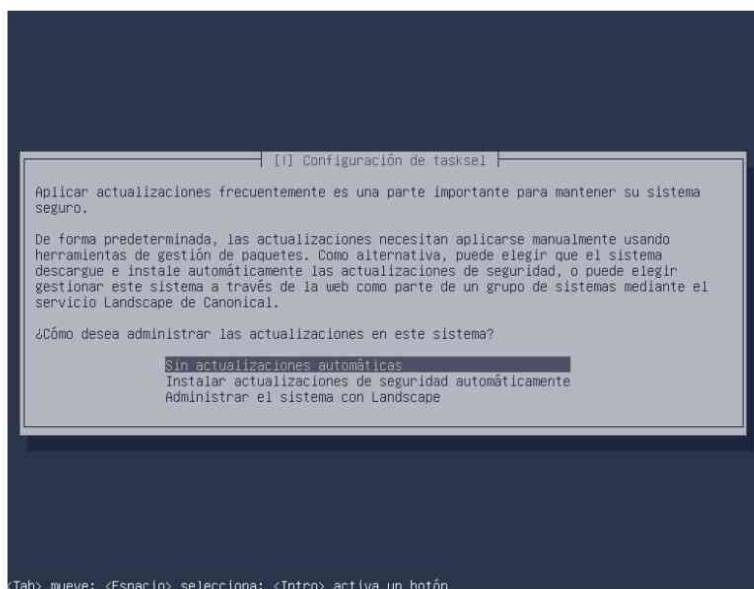 [!] Configuración de tasksel
Aplicar actualizaciones frecuentemente es una parte importante para mantener su sistema
seguro.
De forma predeterminada, las actualizaciones necesitan aplicarse manualmente usando
herramientas de gestión de paquetes. Como alternativa, puede elegir que el sistema
descargue e instale automáticamente las actualizaciones de seguridad, o puede elegir
gestionar este sistema a través de la web como parte de un grupo de sistemas mediante el
servicio Landscape de Canonical.
¿Cómo desea administrar las actualizaciones en este sistema?
Sin actualizaciones automáticas
Instalar actualizaciones de seguridad automáticamente
Administrar el sistema con Landscape
<Tab> mueve; <Espacio> selecciona; <Intro> activa un botón